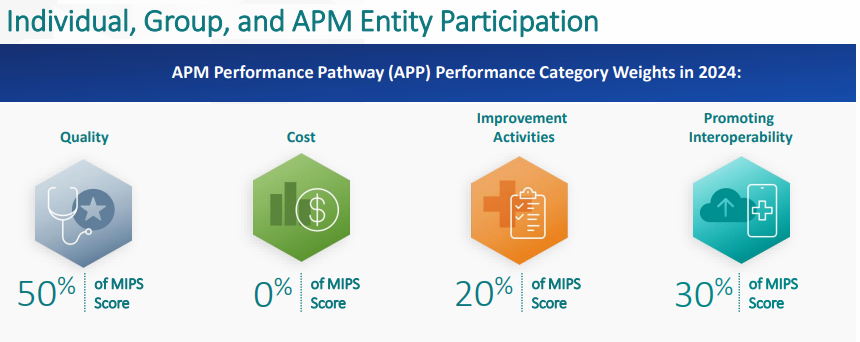 Individual, Group, and APM Entity Participation
APM Performance Pathway (APP) Performance Category Weights in 2024:
Quality
50% of MIPS
Score
Cost
0% of MIPS
Score
Improvement
Activities
20% of MIPS
Score
Promoting
Interoperability
30% of MIPS
Score